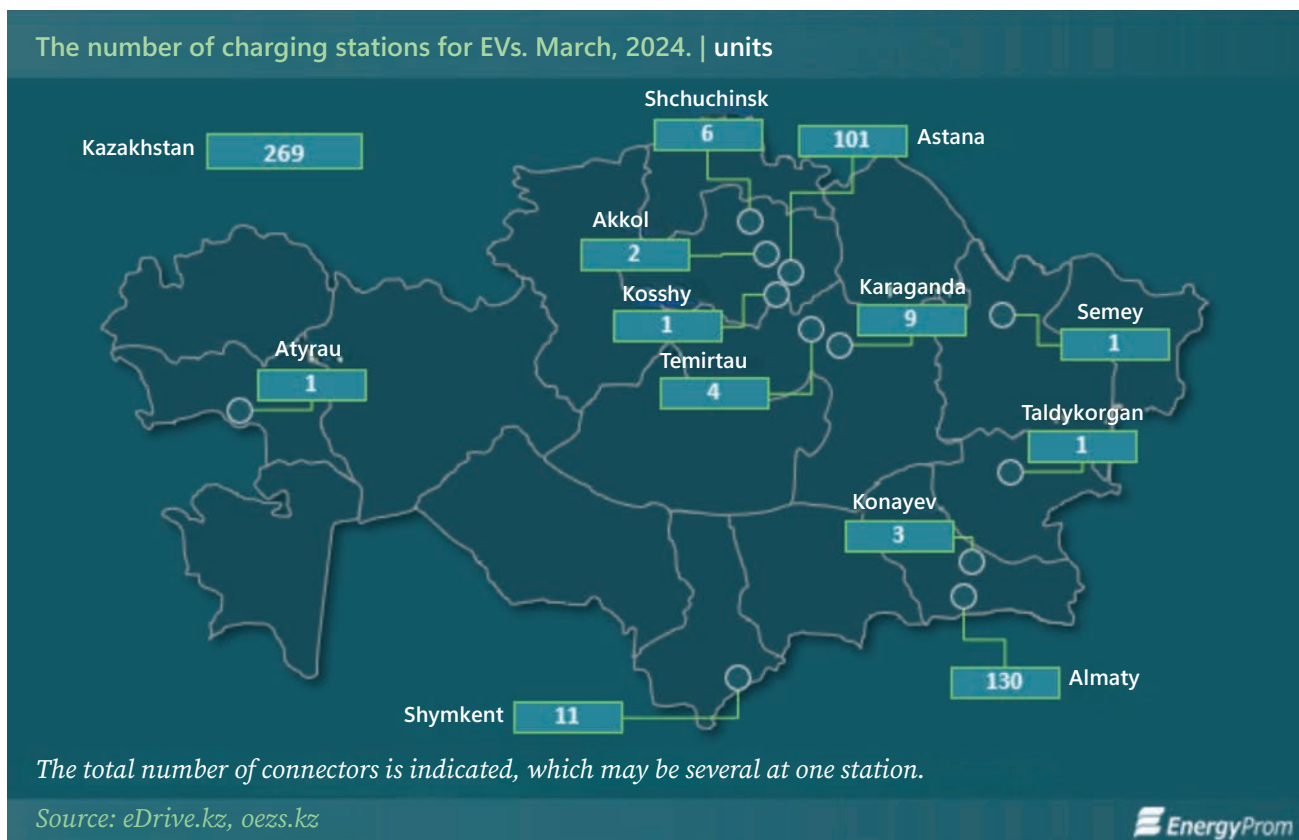 The number of charging stations for EVs. March, 2024. | units
Shchuchinsk
6
101
Astana
Kazakhstan
269
Akkol
2
Kosshy
1
Karaganda
9
Semey
1
Atyrau
1
Temirtau
4
Taldykorgan
1
Konayev
3
130
Almaty
Shymkent
11
The total number of connectors is indicated, which may be several at one station.
Source: eDrive.kz, oezs.kz
EnergyProm